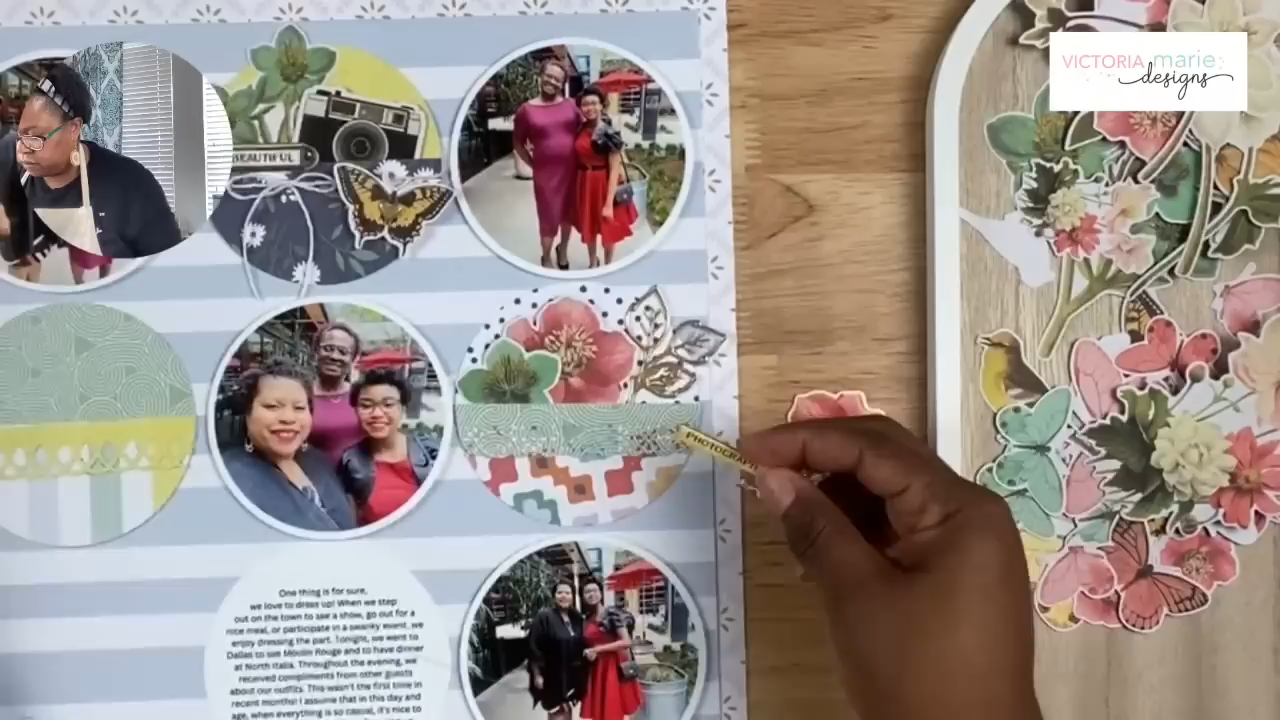 VICTORIA marie
designs
BEAUTIFUL
PHOTOGRAPH
One thing is for sure,
we love to dress up! When we step
out on the town to see a show, go out for a
nice meal, or participate in a swanky event, we
enjoy dressing the part. Tonight, we went to
Dallas to see Moulin Rouge and to have dinner
at North Italia. Throughout the evening, we
received compliments from other guests
about our outfits. This wasn't the first time in
recent months! I assume that in this day and
age, when everything is so casual, it's nice to